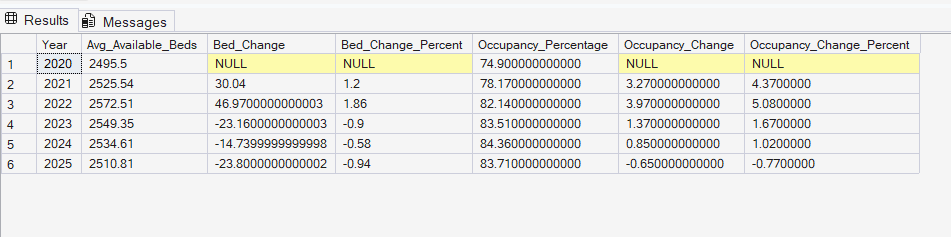 Results Messages
Year Avg_Available_Beds Bed_Change Bed_Change_Percent Occupancy_Percentage Occupancy_Change Occupancy_Change_Percent
1 2020 2495.5 NULL NULL 74.900000000000 NULL NULL
2 2021 2525.54 30.04 1.2 78.170000000000 3.270000000000 4.3700000
3 2022 2572.51 46.9700000000003 1.86 82.140000000000 3.970000000000 5.0800000
4 2023 2549.35 -23.1600000000003 -0.9 83.510000000000 1.370000000000 1.6700000
5 2024 2534.61 -14.7399999999998 -0.58 84.360000000000 0.850000000000 1.0200000
6 2025 2510.81 -23.8000000000002 -0.94 83.710000000000 -0.650000000000 -0.7700000